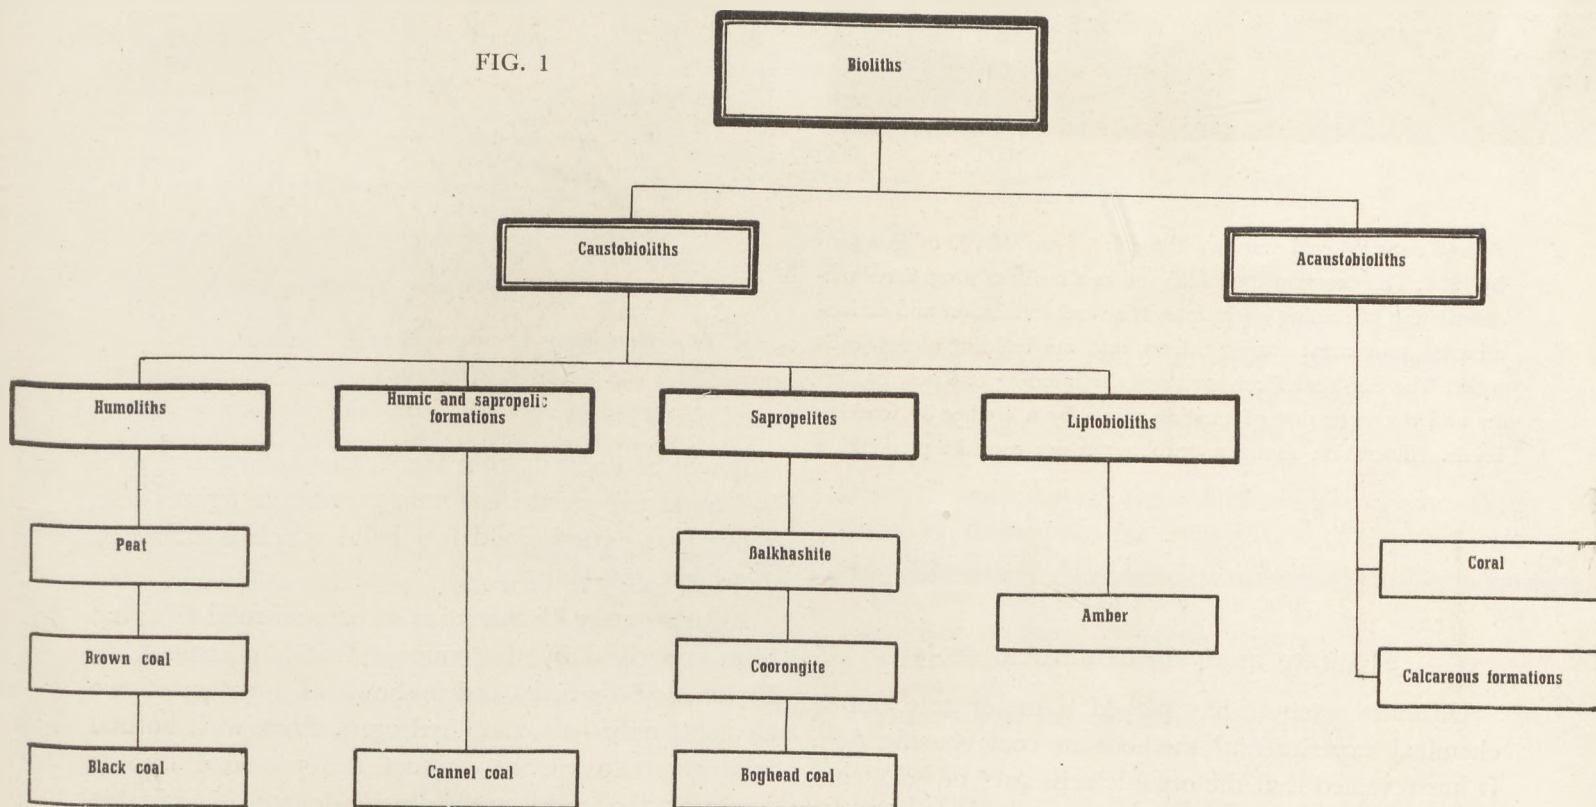 FIG. 1
Bioliths
Caustobioliths
Acaustobioliths
Humoliths
Humic and sapropelic
formations
Sapropelites
Liptobioliths
Peat
Balkhashite
Coral
Amber
Brown coal
Coorongite
Calcareous formations
Black coal
Cannel coal
Boghead coal